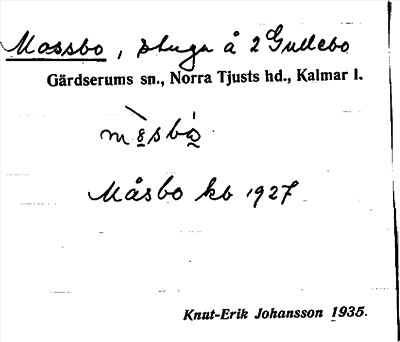 Mossbo, stuga å 2 Gullebo
Gärdserums sn., Norra Tjusts hd., Kalmar l.
Måsbo kb 1927
Knut-Erik Johansson 1935.